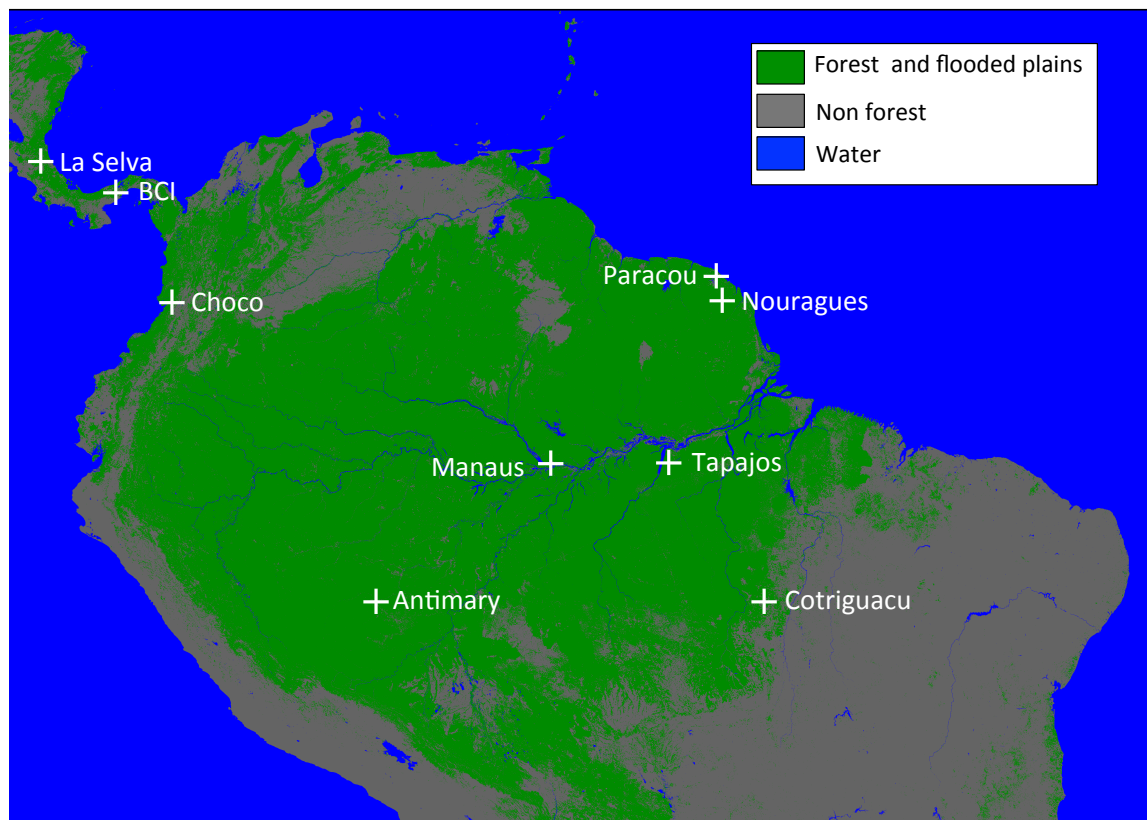 Forest and flooded plains
Non forest
Water
La Selva
BCI
Choco
Paracou
Nouragues
Manaus
Tapajos
Antimary
Cotriguacu